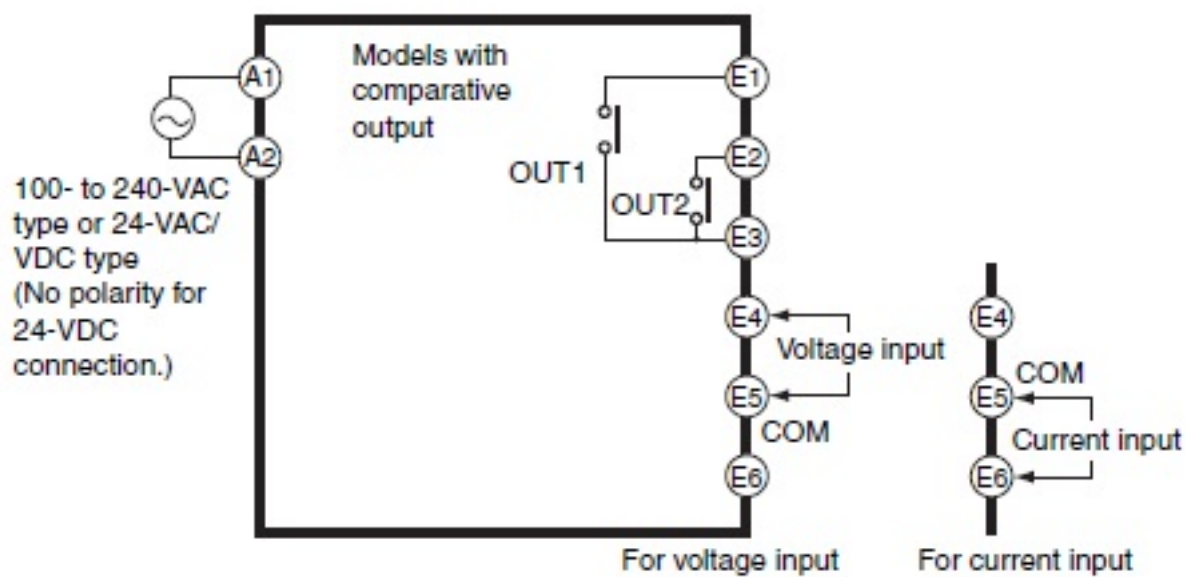 Models with
comparative
output
A1
A2
100- to 240-VAC
type or 24-VAC/
VDC type
(No polarity for
24-VDC
connection.)
OUT1
OUT2
E1
E2
E3
E4
Voltage input
E5
COM
E6
For voltage input
E4
COM
E5
Current input
E6
For current input